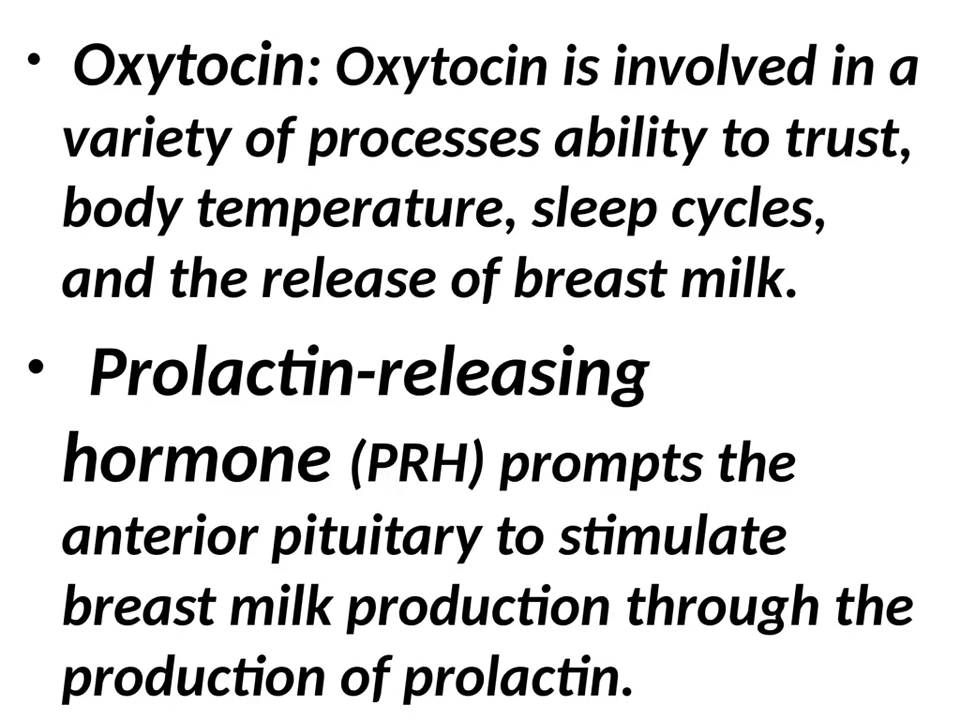 • Oxytocin: Oxytocin is involved in a
variety of processes ability to trust,
body temperature, sleep cycles,
and the release of breast milk.
• Prolactin-releasing
hormone (PRH) prompts the
anterior pituitary to stimulate
breast milk production through the
production of prolactin.